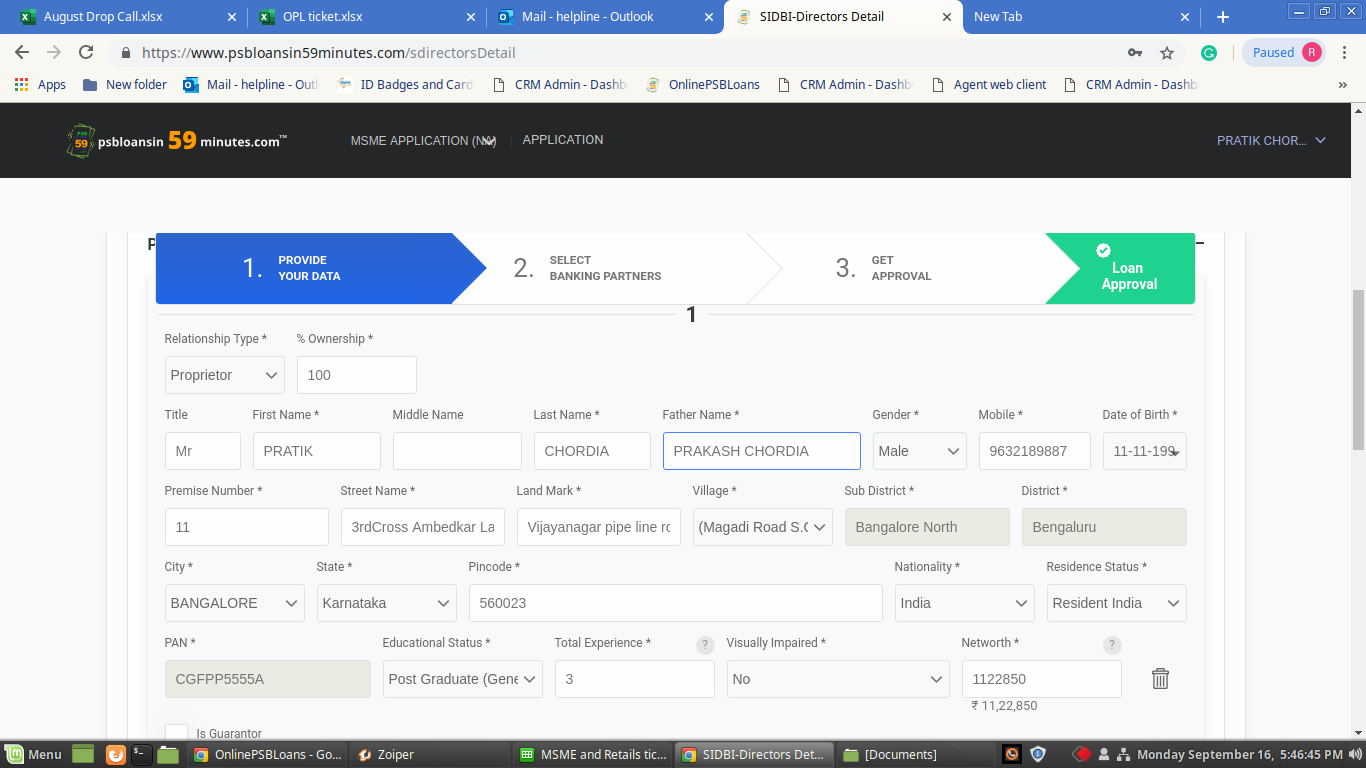 August Drop Call.xlsx
OPL ticket.xlsx
Mail - helpline - Outlook
SIDBI-Directors Detail
New Tab
https://www.psbloansin59minutes.com/sdirectorsDetail
Paused R
Apps
New folder
Mail - helpline - Outl
ID Badges and Card
CRM Admin - Dashb
OnlinePSBLoans
CRM Admin - Dashb
Agent web client
CRM Admin - Dashb
»
psbloansin 59 minutes.com™
MSME APPLICATION
APPLICATION
PRATIK CHOR...
1. PROVIDE YOUR DATA
2. SELECT BANKING PARTNERS
3. GET APPROVAL
Loan Approval
1
Relationship Type * % Ownership *
Proprietor 100
Title First Name * Middle Name Last Name * Father Name * Gender * Mobile * Date of Birth *
Mr PRATIK CHORDIA PRAKASH CHORDIA Male 9632189887 11-11-199
Premise Number * Street Name * Land Mark * Village * Sub District * District *
11 3rdCross Ambedkar La Vijayanagar pipe line ro (Magadi Road S.O Bangalore North Bengaluru
City * State * Pincode * Nationality * Residence Status *
BANGALORE Karnataka 560023 India Resident India
PAN * Educational Status * Total Experience * ? Visually Impaired * Networth * ?
CGFPP5555A Post Graduate (Gene 3 No 1122850
₹ 11,22,850
Is Guarantor
Menu
OnlinePSBLoans - Go...
Zoiper
MSME and Retails tic...
SIDBI-Directors Det...
[Documents]
Monday September 16, 5:46:45 PM